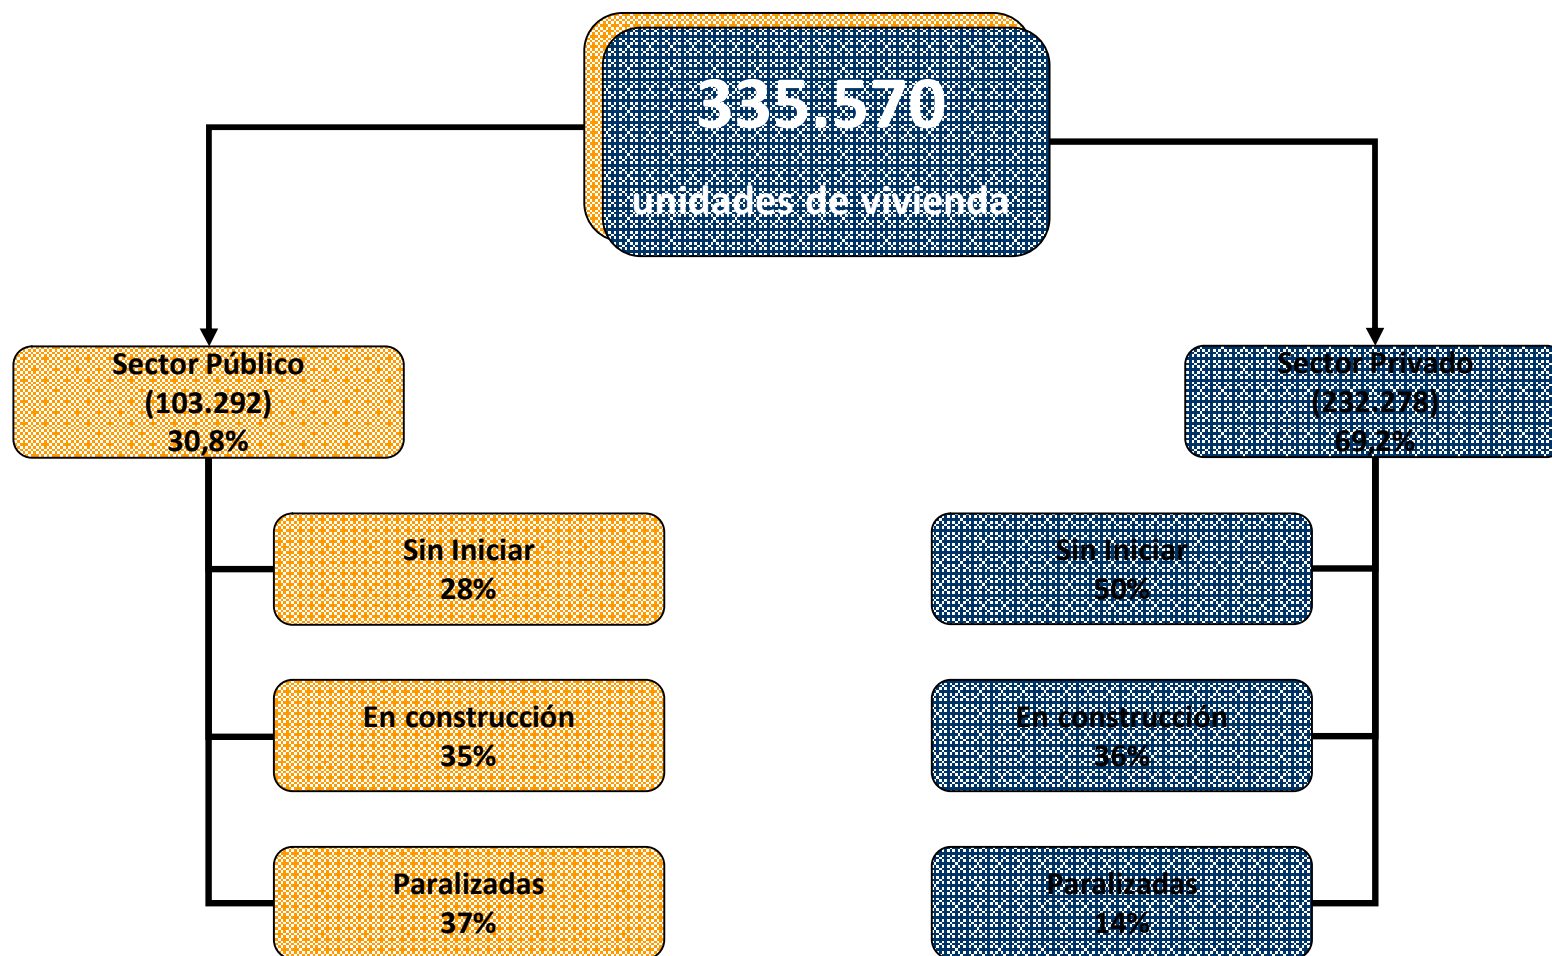 335.570
unidades de vivienda
Sector Público
(103.292)
30,8%
Sector Privado
(232.278)
69,2%
Sin Iniciar
28%
Sin Iniciar
50%
En construcción
35%
En construcción
36%
Paralizadas
37%
Paralizadas
14%